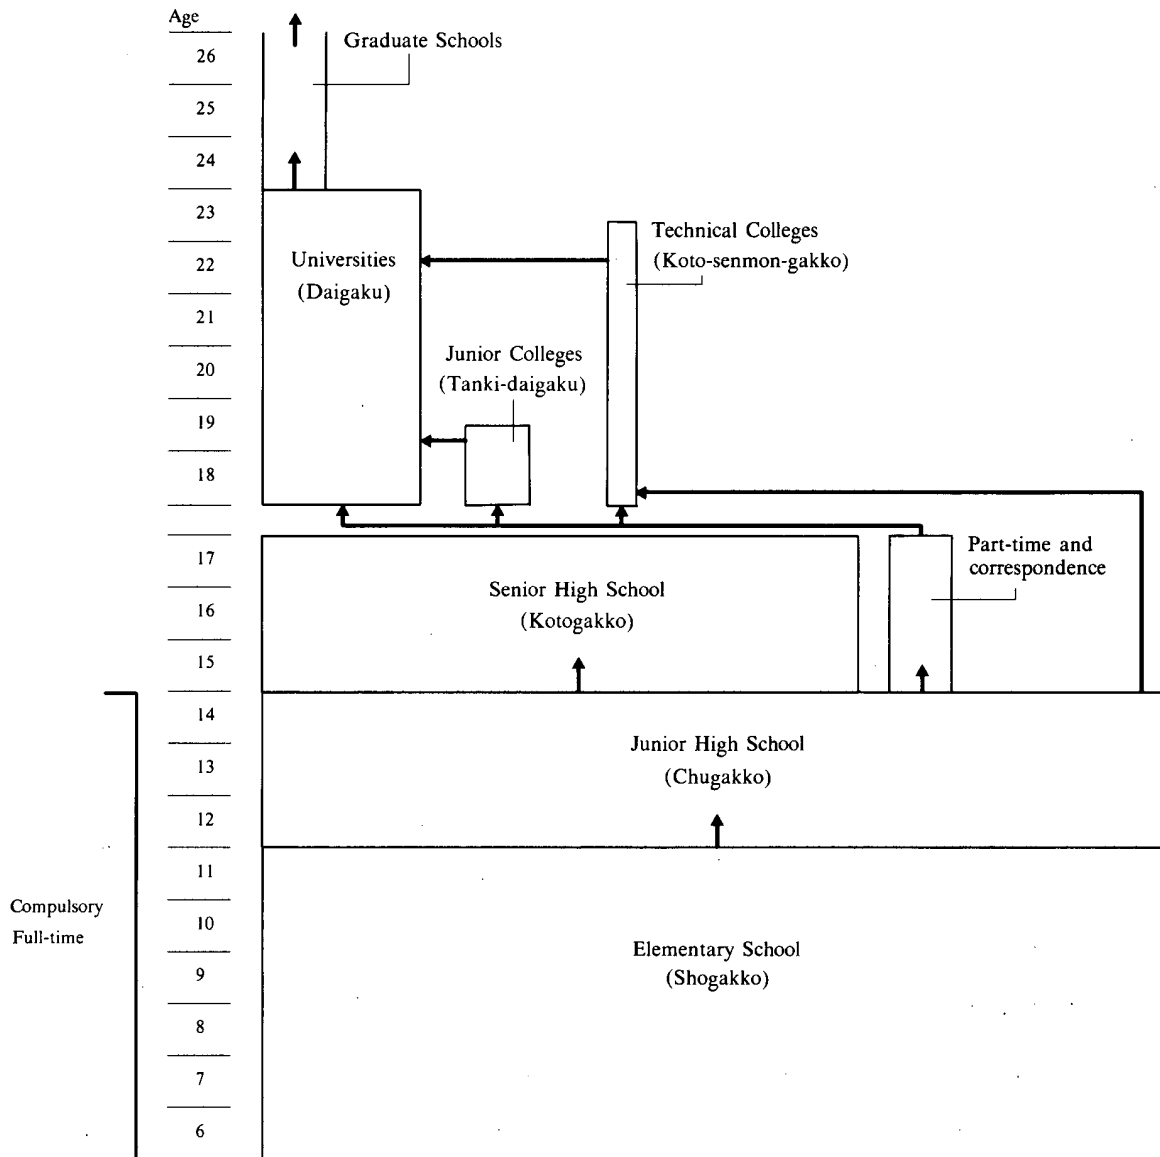 Age
26
Graduate Schools
25
24
23
Technical Colleges
(Koto-senmon-gakko)
22
Universities
(Daigaku)
21
Junior Colleges
(Tanki-daigaku)
20
19
18
17
Part-time and
correspondence
Senior High School
(Kotogakko)
16
15
14
Junior High School
(Chugakko)
13
12
11
Compulsory
Full-time
10
Elementary School
(Shogakko)
9
8
7
6